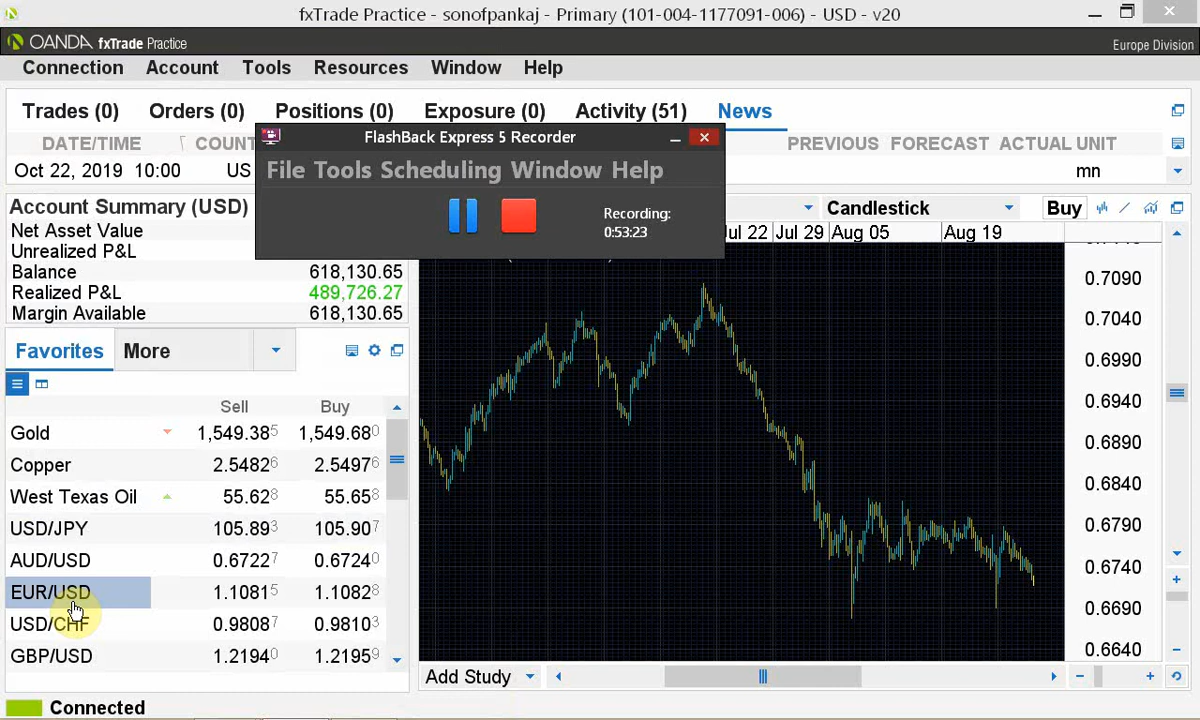 fxTrade Practice - sonofpankaj - Primary (101-004-1177091-006) - USD - v20
OANDA fxTrade Practice
Europe Division
Connection Account Tools Resources Window Help
Trades (0) Orders (0) Positions (0) Exposure (0) Activity (51) News
DATE/TIME COUNT PREVIOUS FORECAST ACTUAL UNIT
Oct 22, 2019 10:00 US mn
FlashBack Express 5 Recorder
File Tools Scheduling Window Help
Recording:
0:53:23
Account Summary (USD)
Net Asset Value
Unrealized P&L
Balance 618,130.65
Realized P&L 489,726.27
Margin Available 618,130.65
Candlestick Buy
Jul 22 Jul 29 Aug 05 Aug 19
Favorites More
Sell Buy
Gold 1,549.385 1,549.680
Copper 2.54826 2.54976
West Texas Oil 55.628 55.658
USD/JPY 105.893 105.907
AUD/USD 0.67227 0.67240
EUR/USD 1.10815 1.10828
USD/CHF 0.98087 0.98103
GBP/USD 1.21940 1.21959
0.7090
0.7040
0.6990
0.6940
0.6890
0.6840
0.6790
0.6740
0.6690
0.6640
Add Study
Connected